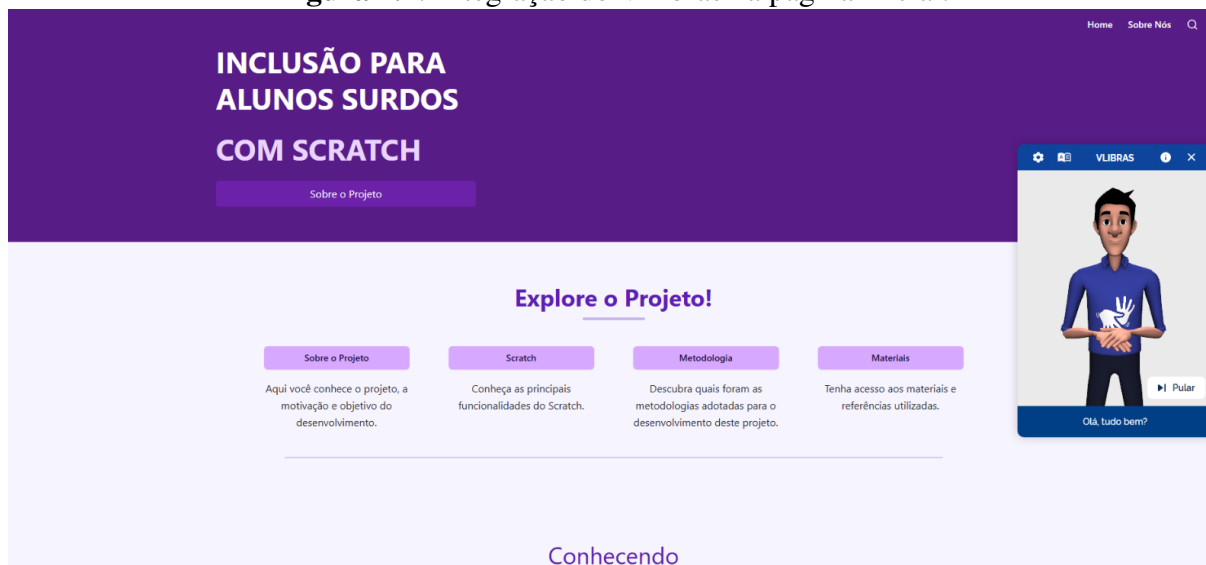 Home Sobre Nós
INCLUSÃO PARA
ALUNOS SURDOS
COM SCRATCH
Sobre o Projeto
VLIBRAS
Pular
Olá, tudo bem?
Explore o Projeto!
Sobre o Projeto
Aqui você conhece o projeto, a
motivação e objetivo do
desenvolvimento.
Scratch
Conheça as principais
funcionalidades do Scratch.
Metodologia
Descubra quais foram as
metodologias adotadas para o
desenvolvimento deste projeto.
Materiais
Tenha acesso aos materiais e
referências utilizadas.
Conhecendo